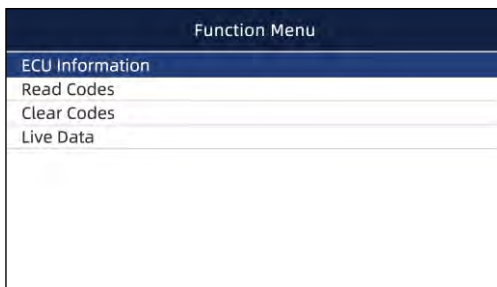 Function Menu
ECU Information
Read Codes
Clear Codes
Live Data